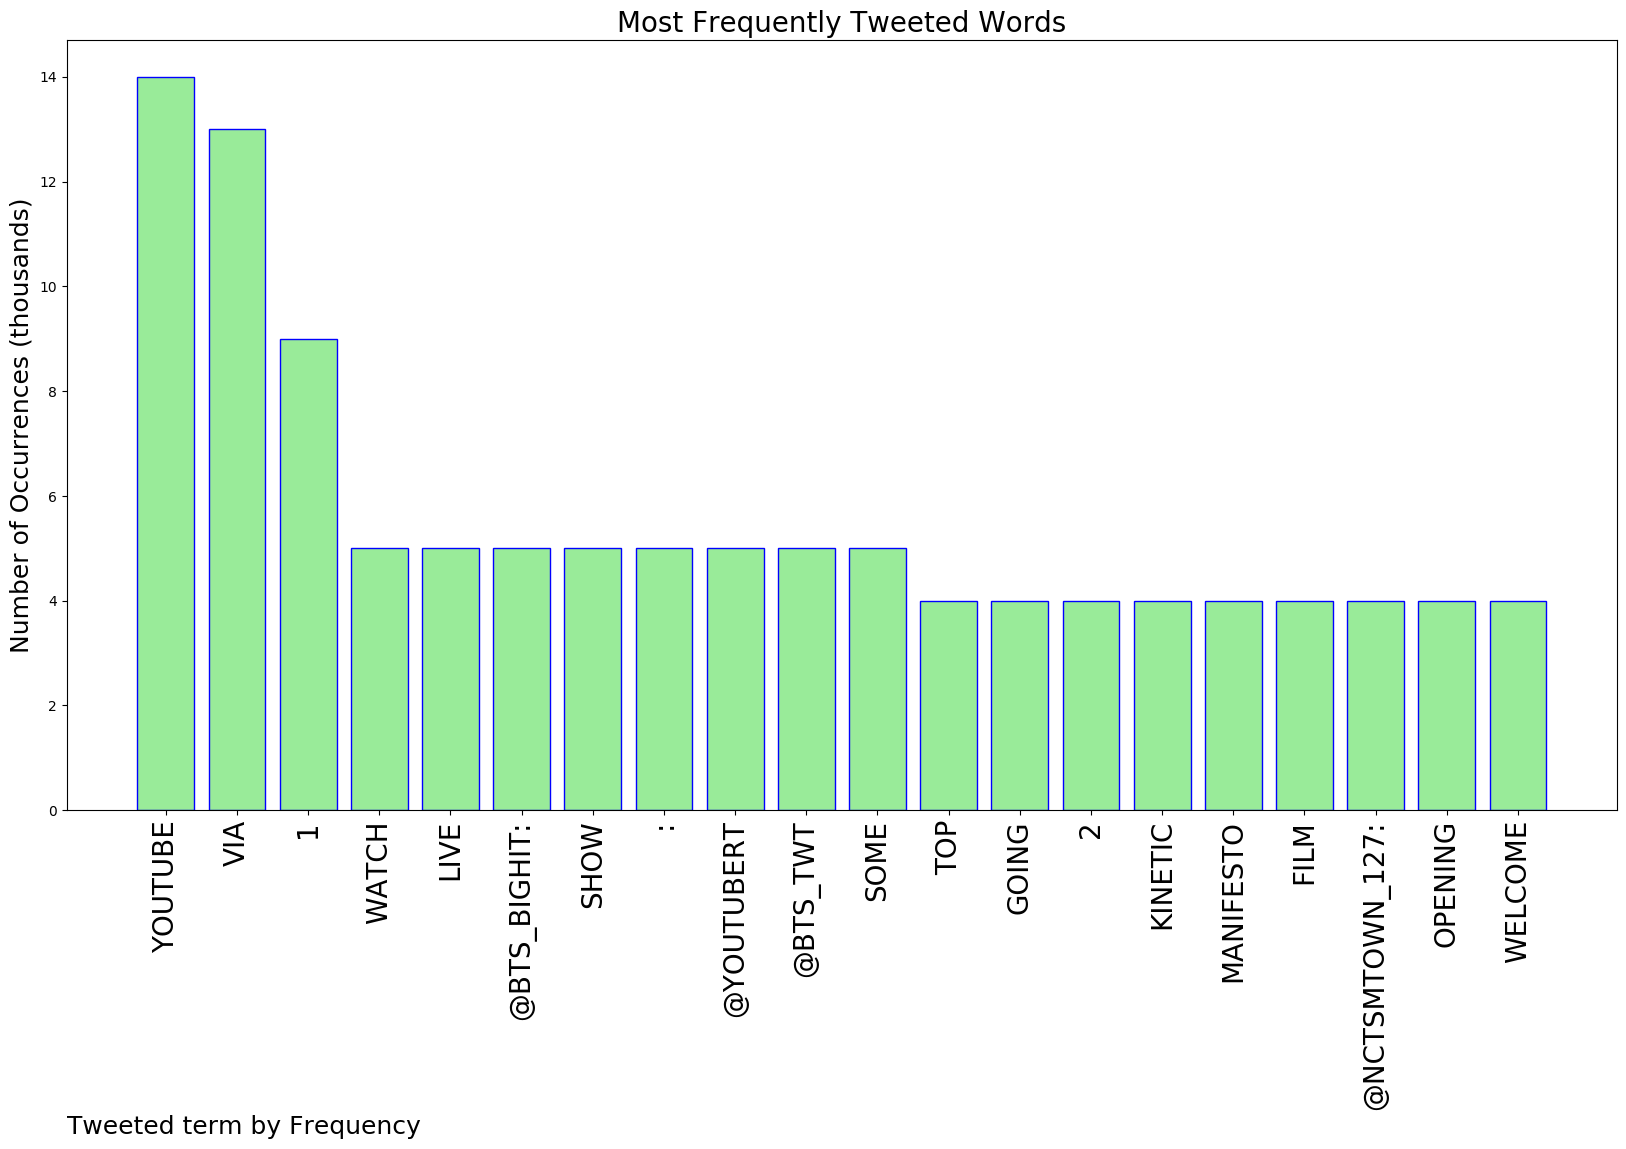 Most Frequently Tweeted Words
Number of Occurrences (thousands)
14
12
10
8
6
4
2
0
YOUTUBE
VIA
1
WATCH
LIVE
@BTS_BIGHIT:
SHOW
:
@YOUTUBERT
@BTS_TWT
SOME
TOP
GOING
2
KINETIC
MANIFESTO
FILM
@NCTSMTOWN_127:
OPENING
WELCOME
Tweeted term by Frequency